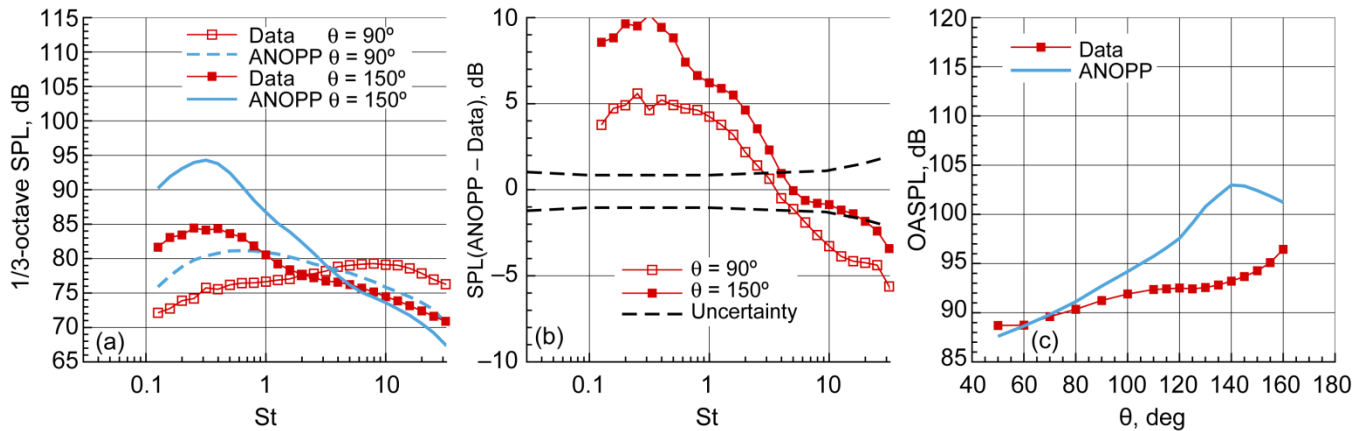 115
110
105
100
95
90
85
80
75
70
65
1/3-octave SPL, dB
Data θ = 90º
ANOPP θ = 90º
Data θ = 150º
ANOPP θ = 150º
(a)
0.1 1 10
St
10
5
0
−5
−10
SPL(ANOPP – Data), dB
θ = 90º
θ = 150º
Uncertainty
(b)
0.1 1 10
St
120
115
110
105
100
95
90
85
OASPL, dB
Data
ANOPP
(c)
40 60 80 100 120 140 160 180
θ, deg